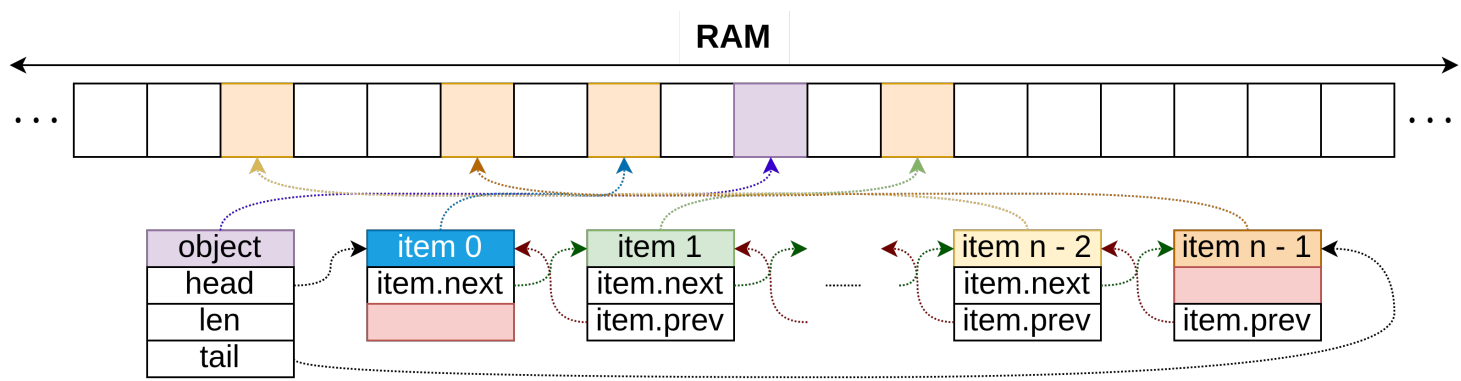 RAM
... ...
object item 0 item 1 item n - 2 item n - 1
head item.next item.next ...... item.next
len item.prev item.prev item.prev
tail